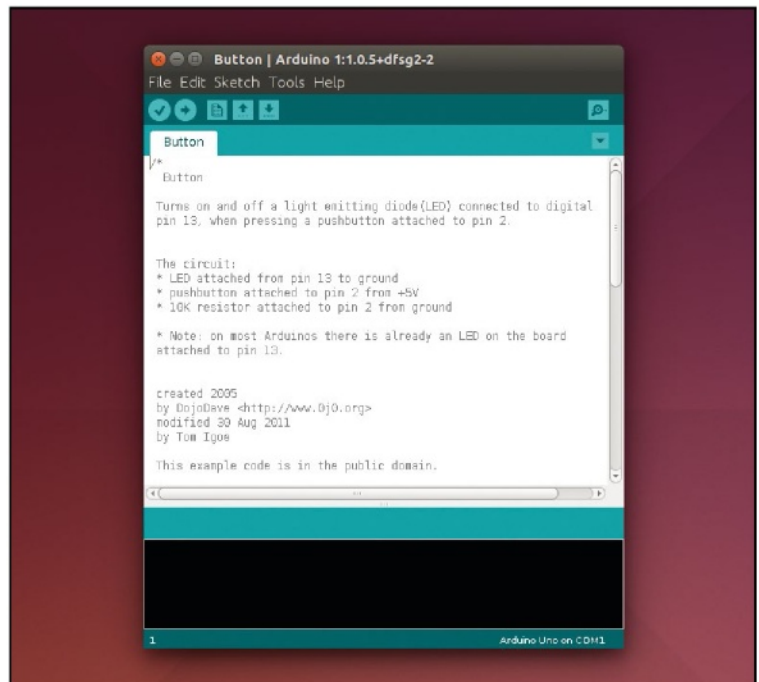 Button | Arduino 1:1.0.5+dfsg2-2
File Edit Sketch Tools Help
Button
/*
Button
Turns on and off a light emitting diode(LED) connected to digital
pin 13, when pressing a pushbutton attached to pin 2.
The circuit:
* LED attached from pin 13 to ground
* pushbutton attached to pin 2 from +5V
* 10K resistor attached to pin 2 from ground
* Note: on most Arduinos there is already an LED on the board
attached to pin 13.
created 2005
by DojoDave <http://www.0j0.org>
modified 30 Aug 2011
by Tom Igoe
This example code is in the public domain.
1
Arduino Uno on COM1